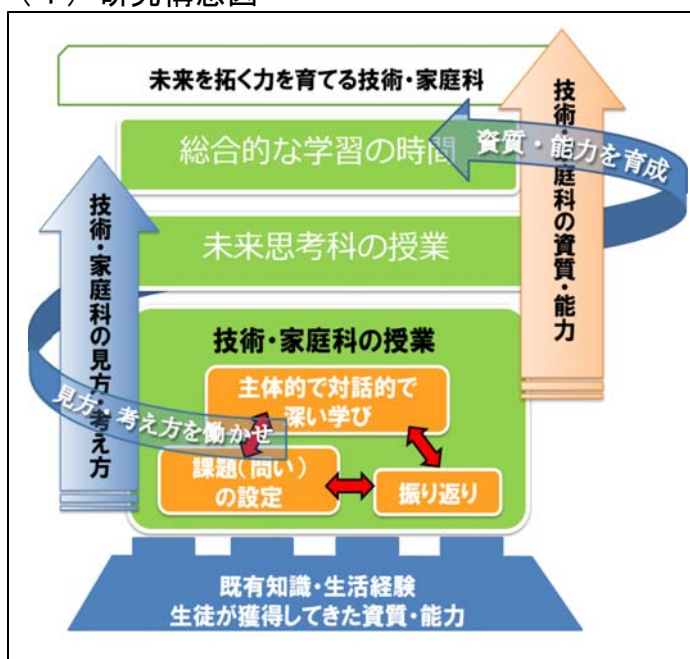 （１）研究構想図
未来を拓く力を育てる技術・家庭科
総合的な学習の時間
資質・能力を育成
未来思考科の授業
技術・家庭科の資質・能力
技術・家庭科の見方・考え方
技術・家庭科の授業
主体的で対話的で
深い学び
見方・考え方を働かせ
課題（問い）
の設定
振り返り
既有知識・生活経験
生徒が獲得してきた資質・能力